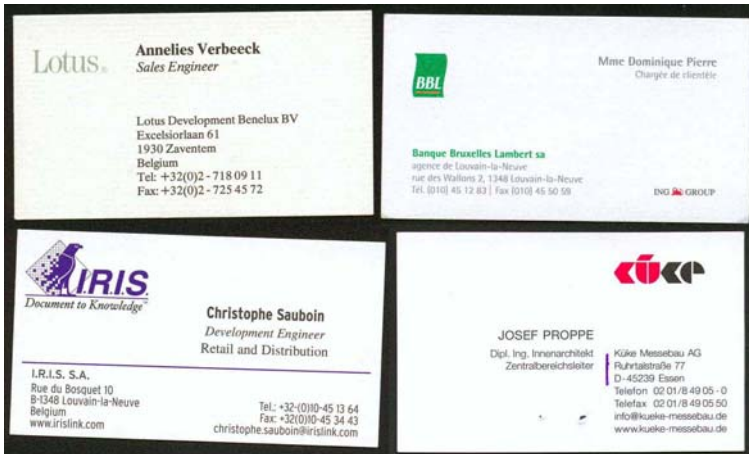 Lotus.
Annelies Verbeeck
Sales Engineer
Lotus Development Benelux BV
Excelsiorlaan 61
1930 Zaventem
Belgium
Tel: +32(0)2 - 718 09 11
Fax: +32(0)2 - 725 45 72
BBL
Mme Dominique Pierre
Chargée de clientèle
Banque Bruxelles Lambert sa
agence de Louvain-la-Neuve
rue des Wallons 2, 1348 Louvain-la-Neuve
Tél. (010) 45 12 83 | Fax (010) 45 50 59
ING GROUP
I.R.I.S.
Document to Knowledge
Christophe Sauboin
Development Engineer
Retail and Distribution
I.R.I.S. S.A.
Rue du Bosquet 10
B-1348 Louvain-la-Neuve
Belgium
www.irislink.com
Tel.: +32-(0)10-45 13 64
Fax: +32(0)10-45 34 43
christophe.sauboin@irislink.com
küke
JOSEF PROPPE
Dipl. Ing. Innenarchitekt
Zentralbereichsleiter
Küke Messebau AG
Ruhrtalstraße 77
D-45239 Essen
Telefon 02 01/8 49 05 - 0
Telefax 02 01/8 49 05 50
info@kueke-messebau.de
www.kueke-messebau.de